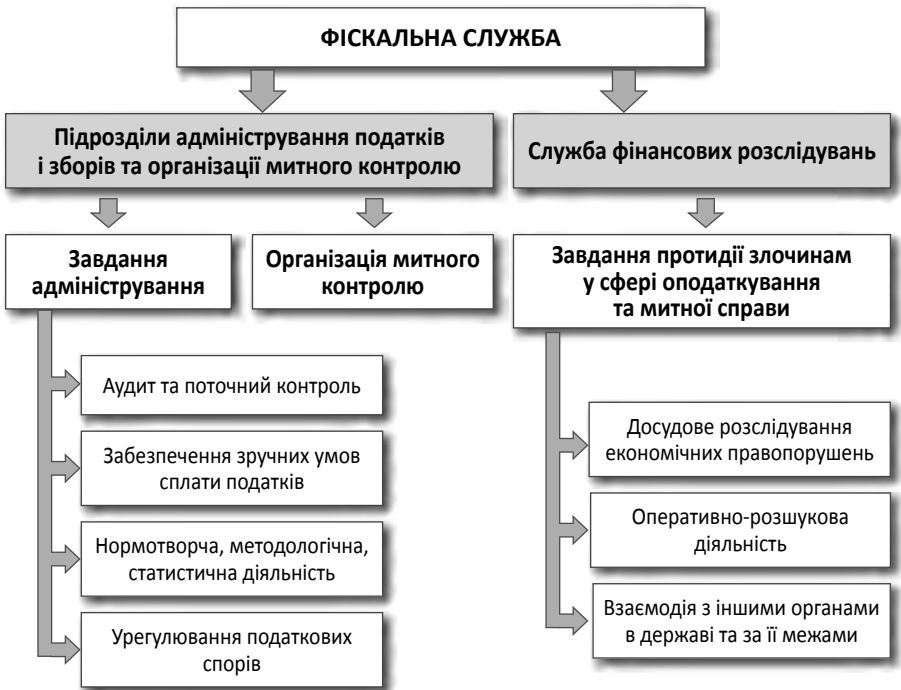 ФІСКАЛЬНА СЛУЖБА
Підрозділи адміністрування податків
і зборів та організації митного контролю
Служба фінансових розслідувань
Завдання
адміністрування
Організація митного
контролю
Завдання протидії злочинам
у сфері оподаткування
та митної справи
Аудит та поточний контроль
Забезпечення зручних умов
сплати податків
Нормотворча, методологічна,
статистична діяльність
Урегулювання податкових
спорів
Досудове розслідування
економічних правопорушень
Оперативно-розшукова
діяльність
Взаємодія з іншими органами
в державі та за її межами